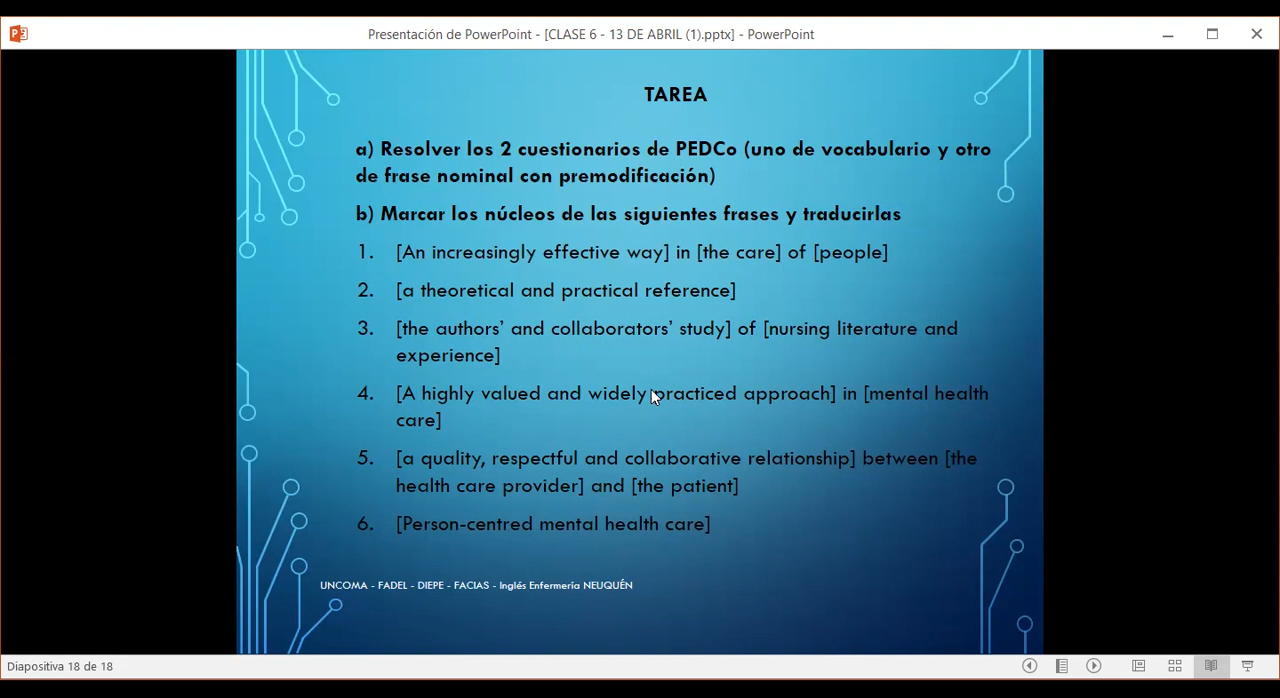 Presentación de PowerPoint - [CLASE 6 - 13 DE ABRIL (1).pptx] - PowerPoint
TAREA
a) Resolver los 2 cuestionarios de PEDCo (uno de vocabulario y otro
de frase nominal con premodificación)
b) Marcar los núcleos de las siguientes frases y traducirlas
1. [An increasingly effective way] in [the care] of [people]
2. [a theoretical and practical reference]
3. [the authors’ and collaborators’ study] of [nursing literature and
experience]
4. [A highly valued and widely practiced approach] in [mental health
care]
5. [a quality, respectful and collaborative relationship] between [the
health care provider] and [the patient]
6. [Person-centred mental health care]
UNCOMA - FADEL - DIEPE - FACIAS - Inglés Enfermería NEUQUÉN
Diapositiva 18 de 18